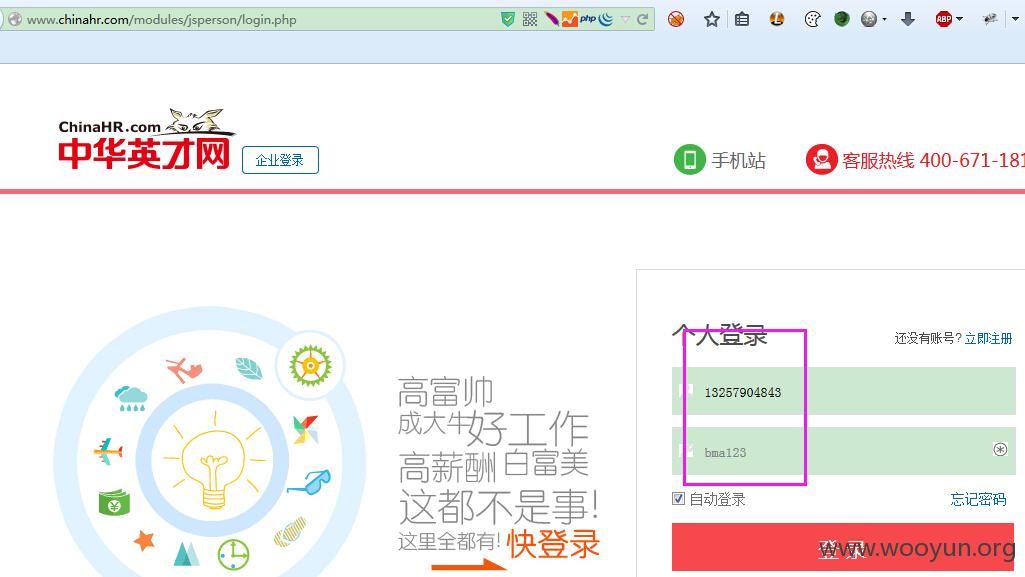 www.chinahr.com/modules/jsperson/login.php
php
ABP
ChinaHR.com
中华英才网
企业登录
手机站
客服热线 400-671-181
个人登录
还没有账号? 立即注册
13257904843
bma123
自动登录
忘记密码
登录
高富帅
成大牛好工作
高薪酬 白富美
这都不是事!
这里全都有! 快登录
www.wooyun.org